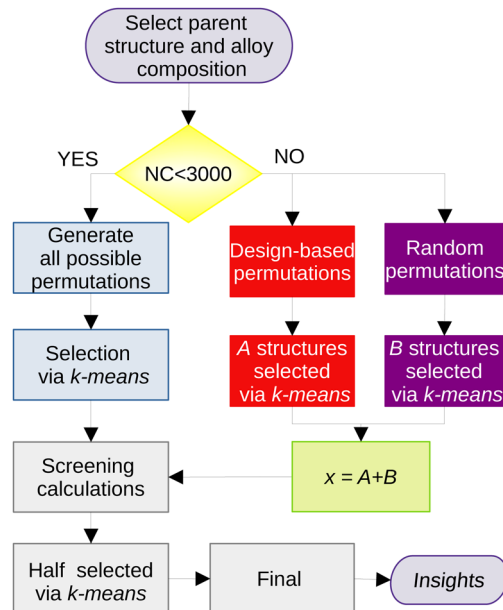 Select parent
structure and alloy
composition
YES
NC<3000
NO
Generate
all possible
permutations
Design-based
permutations
Random
permutations
Selection
via k-means
A structures
selected
via k-means
B structures
selected
via k-means
Screening
calculations
x = A+B
Half selected
via k-means
Final
Insights